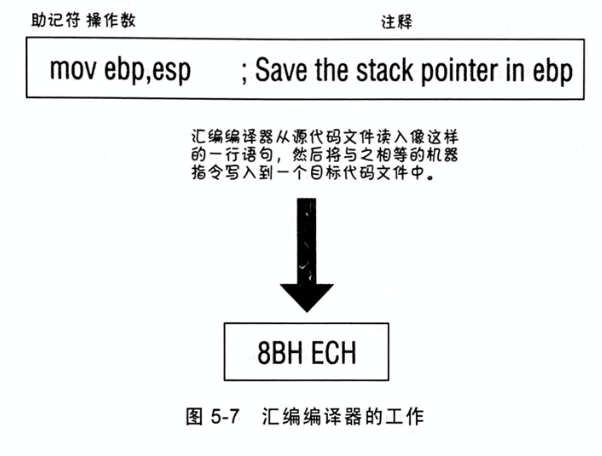 助记符 操作数 注释
mov ebp,esp ; Save the stack pointer in ebp
汇编编译器从源代码文件读入像这样
的一行语句，然后将与之相等的机器
指令写入到一个目标代码文件中。
8BH ECH
图 5-7 汇编编译器的工作